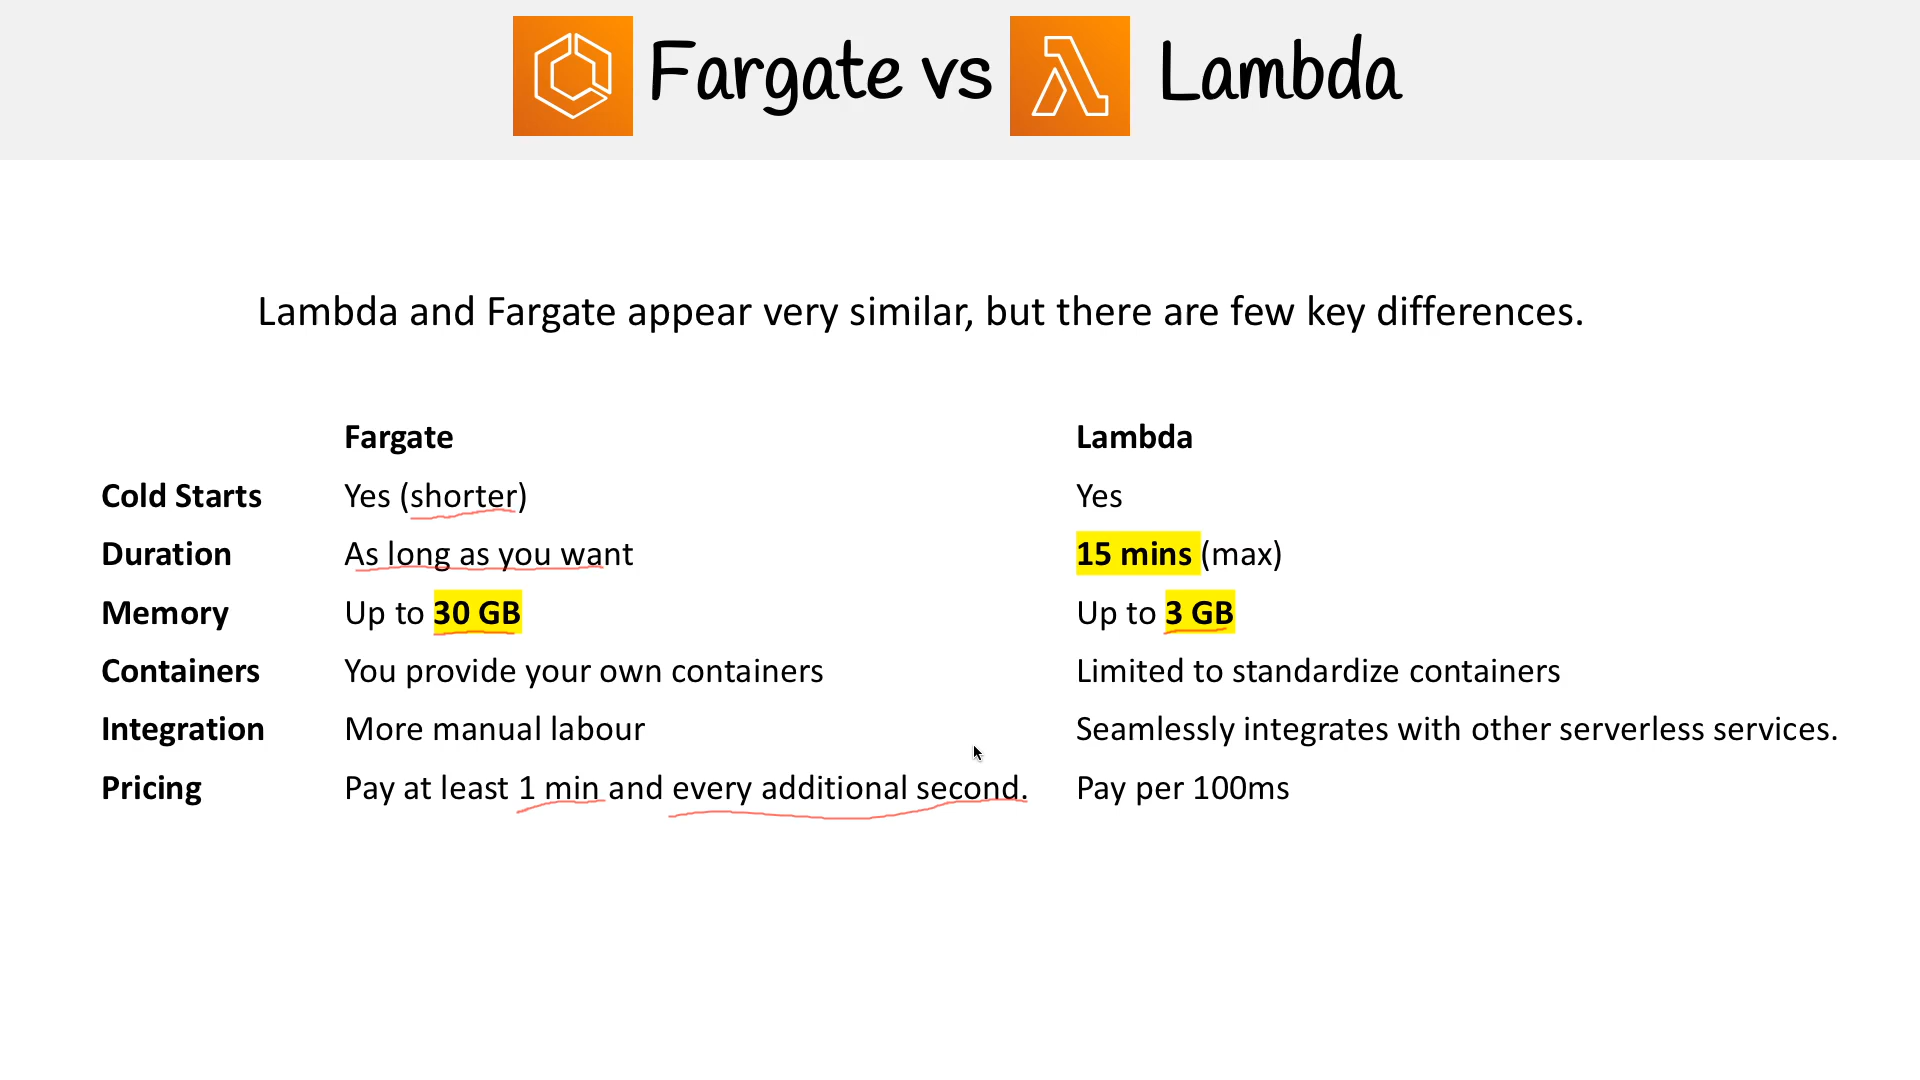 Fargate vs Lambda
Lambda and Fargate appear very similar, but there are few key differences.
Fargate Lambda
Cold Starts Yes (shorter) Yes
Duration As long as you want 15 mins (max)
Memory Up to 30 GB Up to 3 GB
Containers You provide your own containers Limited to standardize containers
Integration More manual labour Seamlessly integrates with other serverless services.
Pricing Pay at least 1 min and every additional second. Pay per 100ms